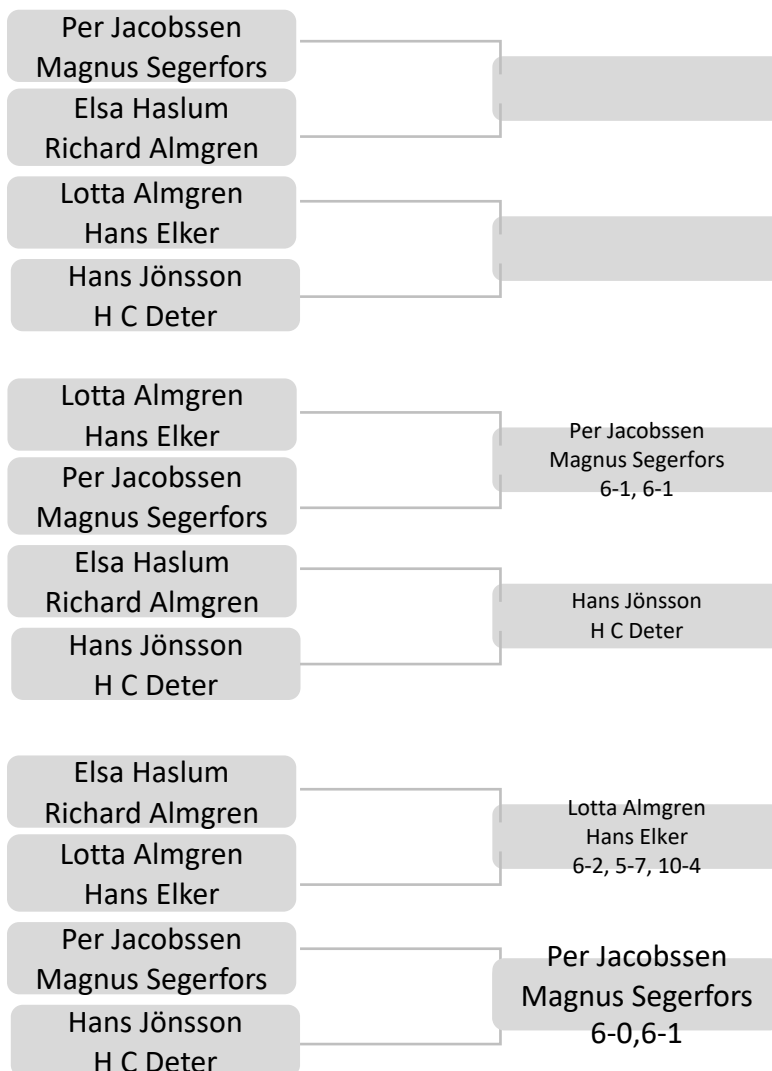 Per Jacobssen
Magnus Segerfors
Elsa Haslum
Richard Almgren
Lotta Almgren
Hans Elker
Hans Jönsson
H C Deter
Lotta Almgren
Hans Elker
Per Jacobssen
Magnus Segerfors
6-1, 6-1
Per Jacobssen
Magnus Segerfors
Elsa Haslum
Richard Almgren
Hans Jönsson
H C Deter
Hans Jönsson
H C Deter
Elsa Haslum
Richard Almgren
Lotta Almgren
Hans Elker
6-2, 5-7, 10-4
Lotta Almgren
Hans Elker
Per Jacobssen
Magnus Segerfors
Per Jacobssen
Magnus Segerfors
6-0,6-1
Hans Jönsson
H C Deter